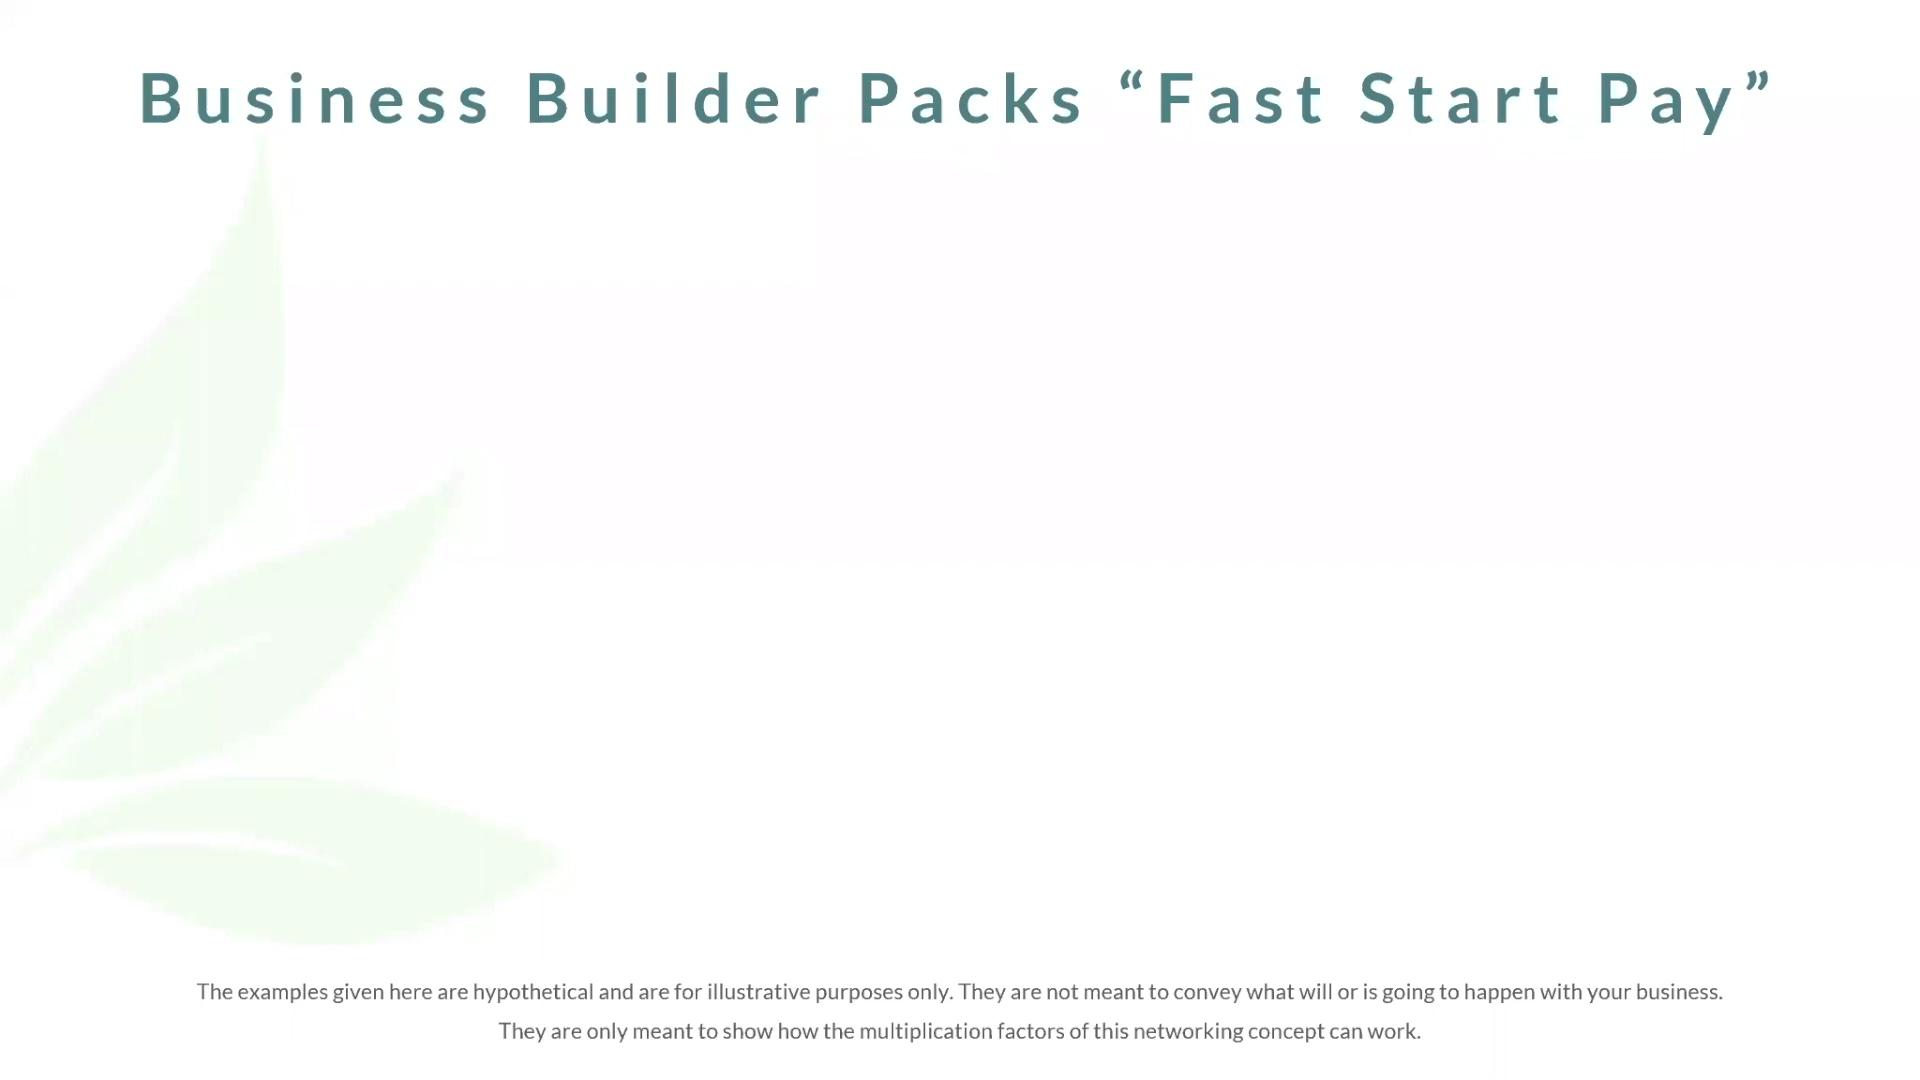 Business Builder Packs “Fast Start Pay”
The examples given here are hypothetical and are for illustrative purposes only. They are not meant to convey what will or is going to happen with your business.
They are only meant to show how the multiplication factors of this networking concept can work.